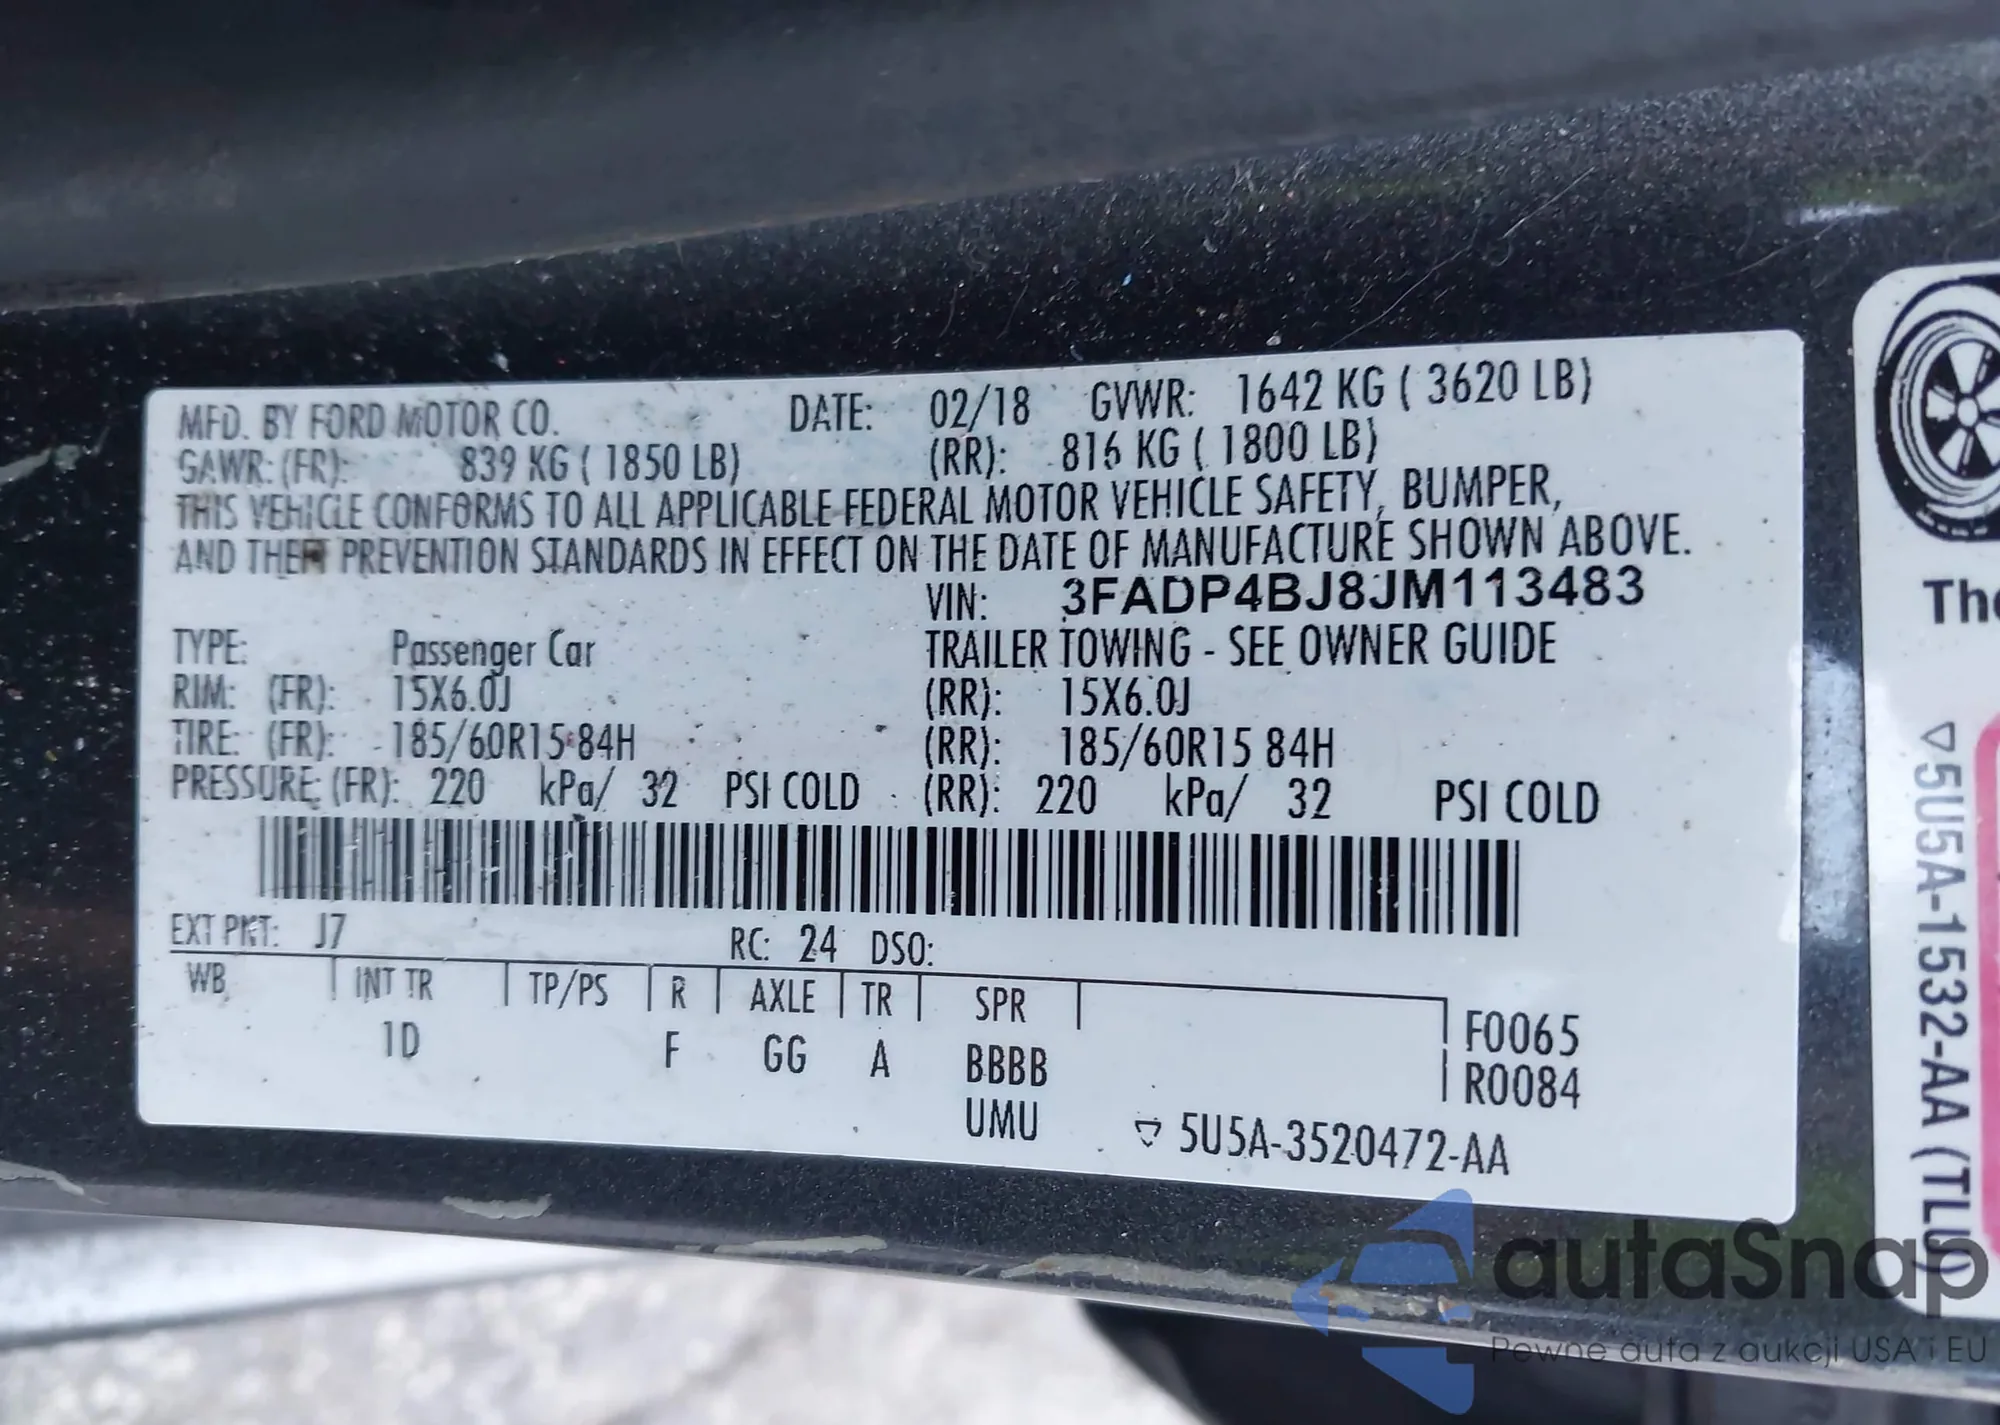 MFD. BY FORD MOTOR CO. DATE: 02/18 GVWR: 1642 KG ( 3620 LB)
GAWR: (FR): 839 KG ( 1850 LB) (RR): 816 KG ( 1800 LB)
THIS VEHICLE CONFORMS TO ALL APPLICABLE FEDERAL MOTOR VEHICLE SAFETY, BUMPER,
AND THEFT PREVENTION STANDARDS IN EFFECT ON THE DATE OF MANUFACTURE SHOWN ABOVE.
VIN: 3FADP4BJ8JM113483
TYPE: Passenger Car TRAILER TOWING - SEE OWNER GUIDE
RIM: (FR): 15X6.0J (RR): 15X6.0J
TIRE: (FR): 185/60R15 84H (RR): 185/60R15 84H
PRESSURE: (FR): 220 kPa/ 32 PSI COLD (RR): 220 kPa/ 32 PSI COLD
EXT PNT: J7 RC: 24 DSO:
WB INT TR TP/PS R AXLE TR SPR
1D F GG A BBBB
UMU
F0065
R0084
5U5A-3520472-AA
The
5U5A-1532-AA (TLU)
autaSnap
Pewne auta z aukcji USA i EU